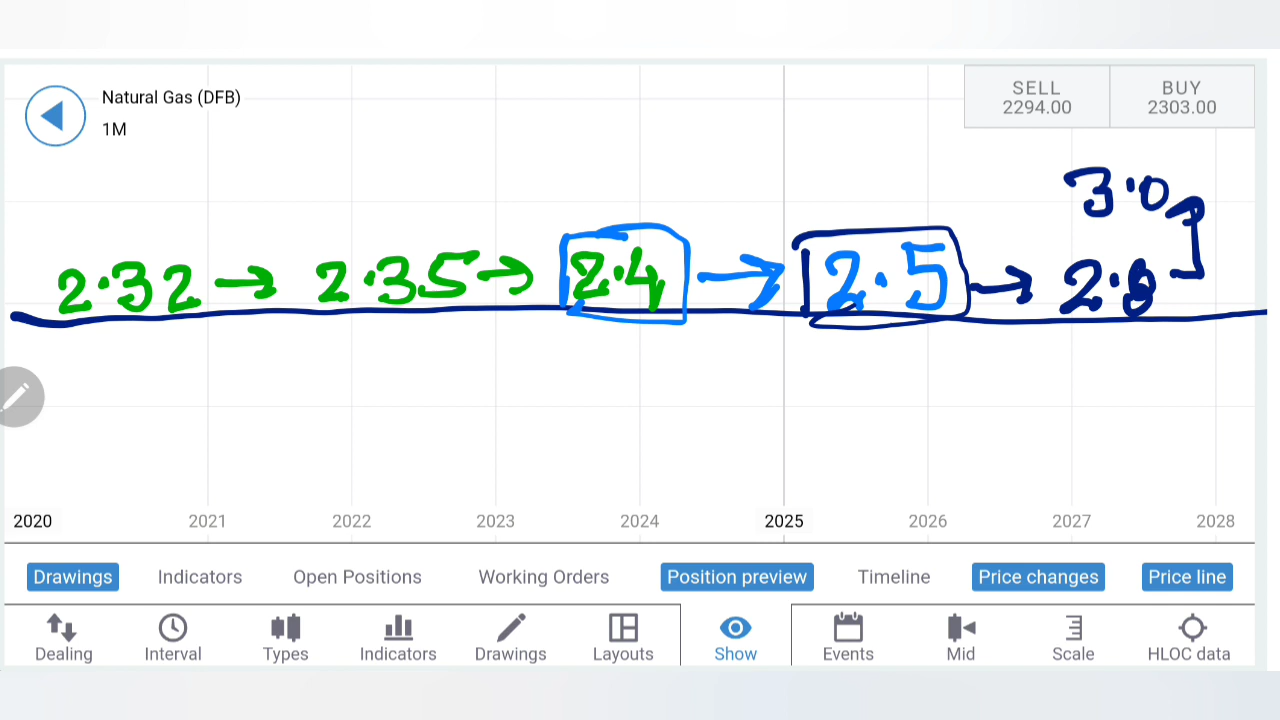 Natural Gas (DFB)
1M
SELL BUY
2294.00 2303.00
3.0
2.32 → 2.35 → 2.4 → 2.5 → 2.8
2020 2021 2022 2023 2024 2025 2026 2027 2028
Drawings Indicators Open Positions Working Orders Position preview Timeline Price changes Price line
Dealing Interval Types Indicators Drawings Layouts Show Events Mid Scale HLOC data